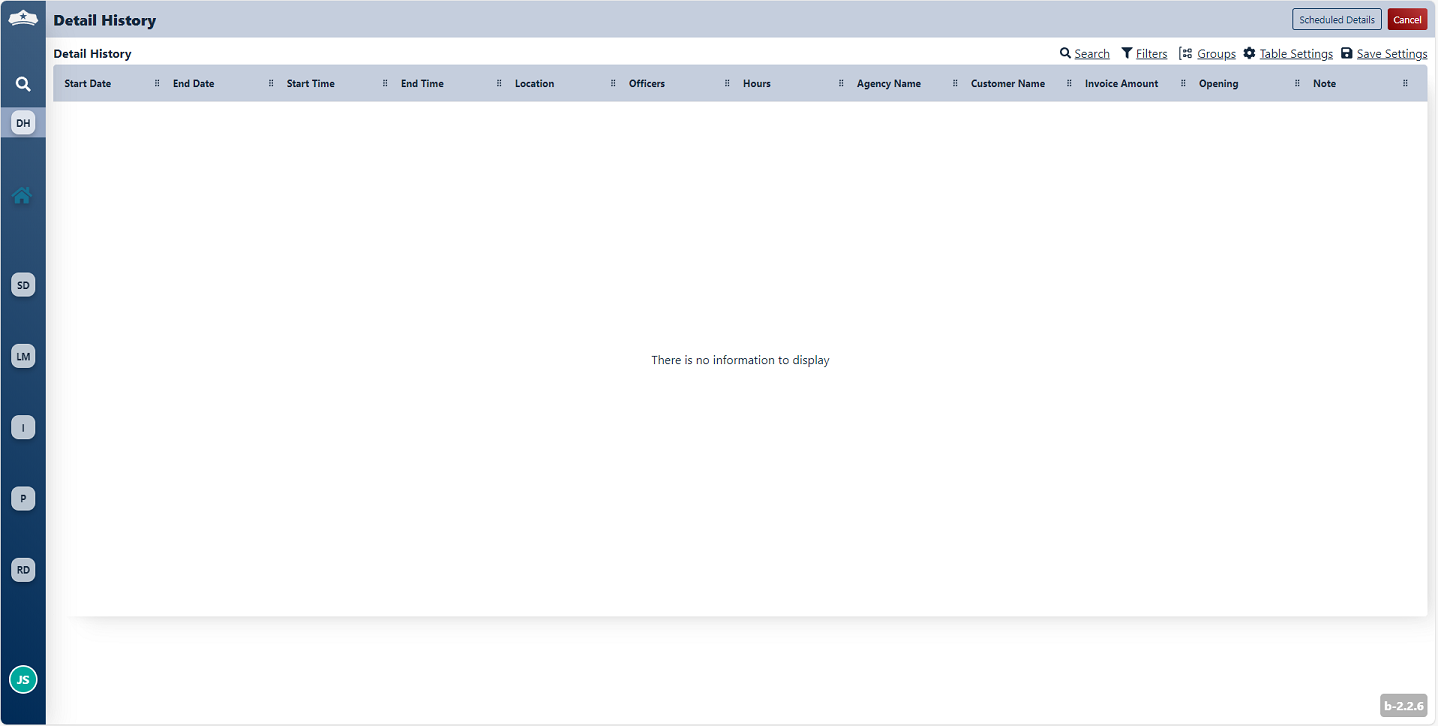 Detail History
Scheduled Details
Cancel
Detail History
Search
Filters
Groups
Table Settings
Save Settings
Start Date
End Date
Start Time
End Time
Location
Officers
Hours
Agency Name
Customer Name
Invoice Amount
Opening
Note
DH
SD
There is no information to display
LM
I
P
RD
JS
b-2.2.6